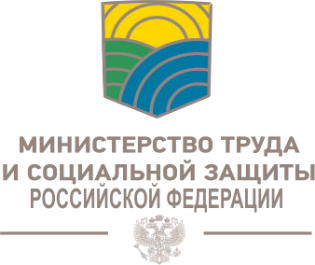 МИНИСТЕРСТВО ТРУДА
И СОЦИАЛЬНОЙ ЗАЩИТЫ
РОССИЙСКОЙ ФЕДЕРАЦИИ